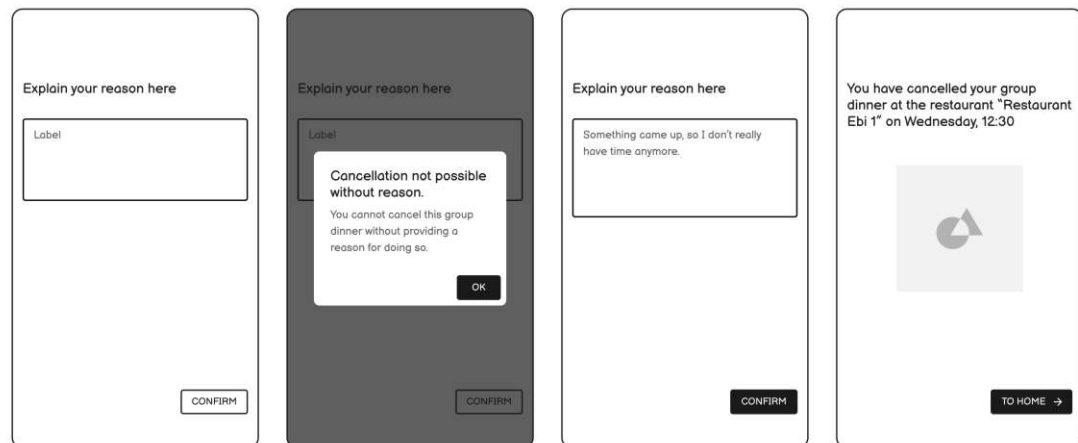 Explain your reason here
Label
CONFIRM
Explain your reason here
Label
Cancellation not possible
without reason.
You cannot cancel this group
dinner without providing a
reason for doing so.
OK
CONFIRM
Explain your reason here
Something came up, so I don't really
have time anymore.
CONFIRM
You have cancelled your group
dinner at the restaurant "Restaurant
Ebi 1" on Wednesday, 12:30
TO HOME →